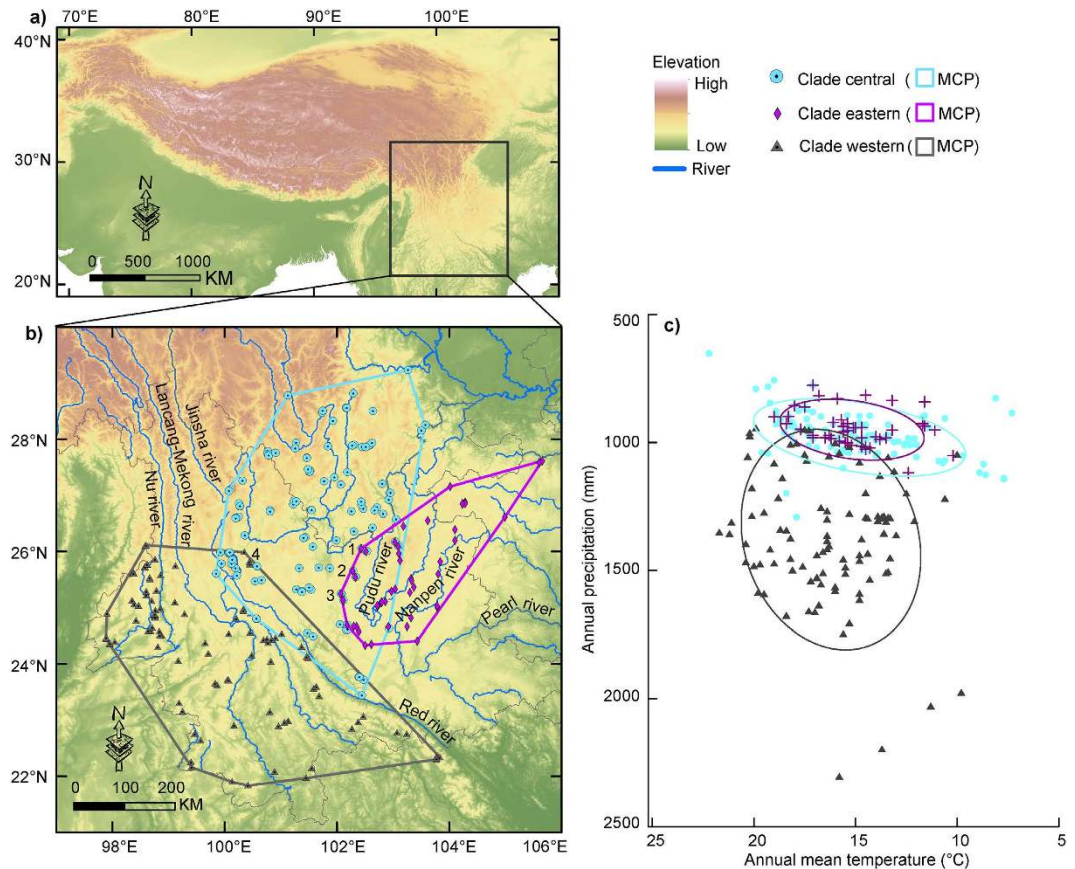 a)
70°E 80°E 90°E 100°E
40°N
30°N
20°N
N
0 500 1000
KM
Elevation
High
Low
River
Clade central ( MCP)
Clade eastern ( MCP)
Clade western ( MCP)
b)
28°N
26°N
24°N
22°N
98°E 100°E 102°E 104°E 106°E
Nu river
Lancang-Mekong river
Jinsha river
Pudu river
Nanpen river
Pearl river
Red river
1
2
3
4
N
0 100 200
KM
c)
500
1000
1500
2000
2500
Annual precipitation (mm)
25 20 15 10 5
Annual mean temperature (°C)